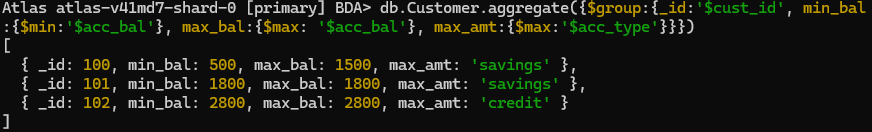 Atlas atlas-v41md7-shard-0 [primary] BDA> db.Customer.aggregate({$group:{_id:'$cust_id', min_bal
:{$min:'$acc_bal'}, max_bal:{$max: '$acc_bal'}, max_amt:{$max:'$acc_type'}}})
[
  { _id: 100, min_bal: 500, max_bal: 1500, max_amt: 'savings' },
  { _id: 101, min_bal: 1800, max_bal: 1800, max_amt: 'savings' },
  { _id: 102, min_bal: 2800, max_bal: 2800, max_amt: 'credit' }
]